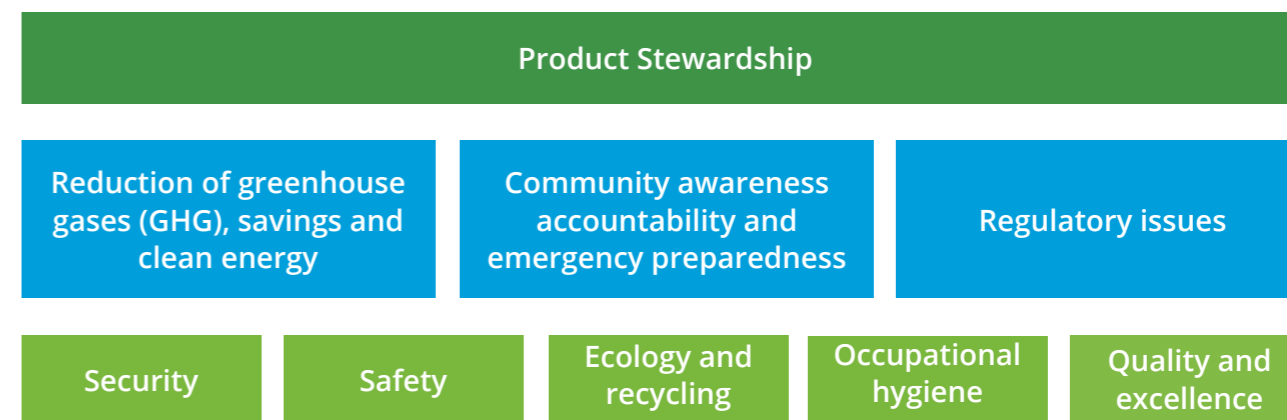 Product Stewardship
Reduction of greenhouse
gases (GHG), savings and
clean energy
Community awareness
accountability and
emergency preparedness
Regulatory issues
Security
Safety
Ecology and
recycling
Occupational
hygiene
Quality and
excellence